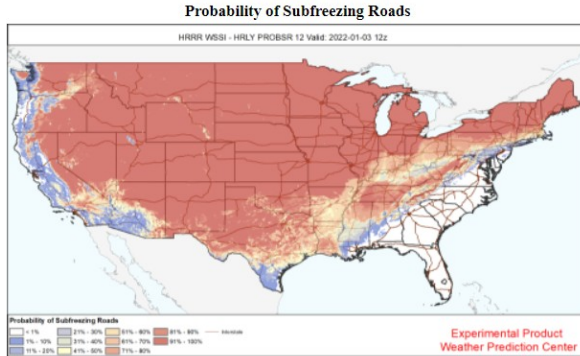 Probability of Subfreezing Roads
HRRR WSSI - HRLY PROBSR 12 Valid: 2022-01-03 12z
Probability of Subfreezing Roads
< 1%
1% - 10%
11% - 20%
21% - 30%
31% - 40%
41% - 50%
51% - 60%
61% - 70%
71% - 80%
81% - 90%
91% - 100%
Experimental Product
Weather Prediction Center